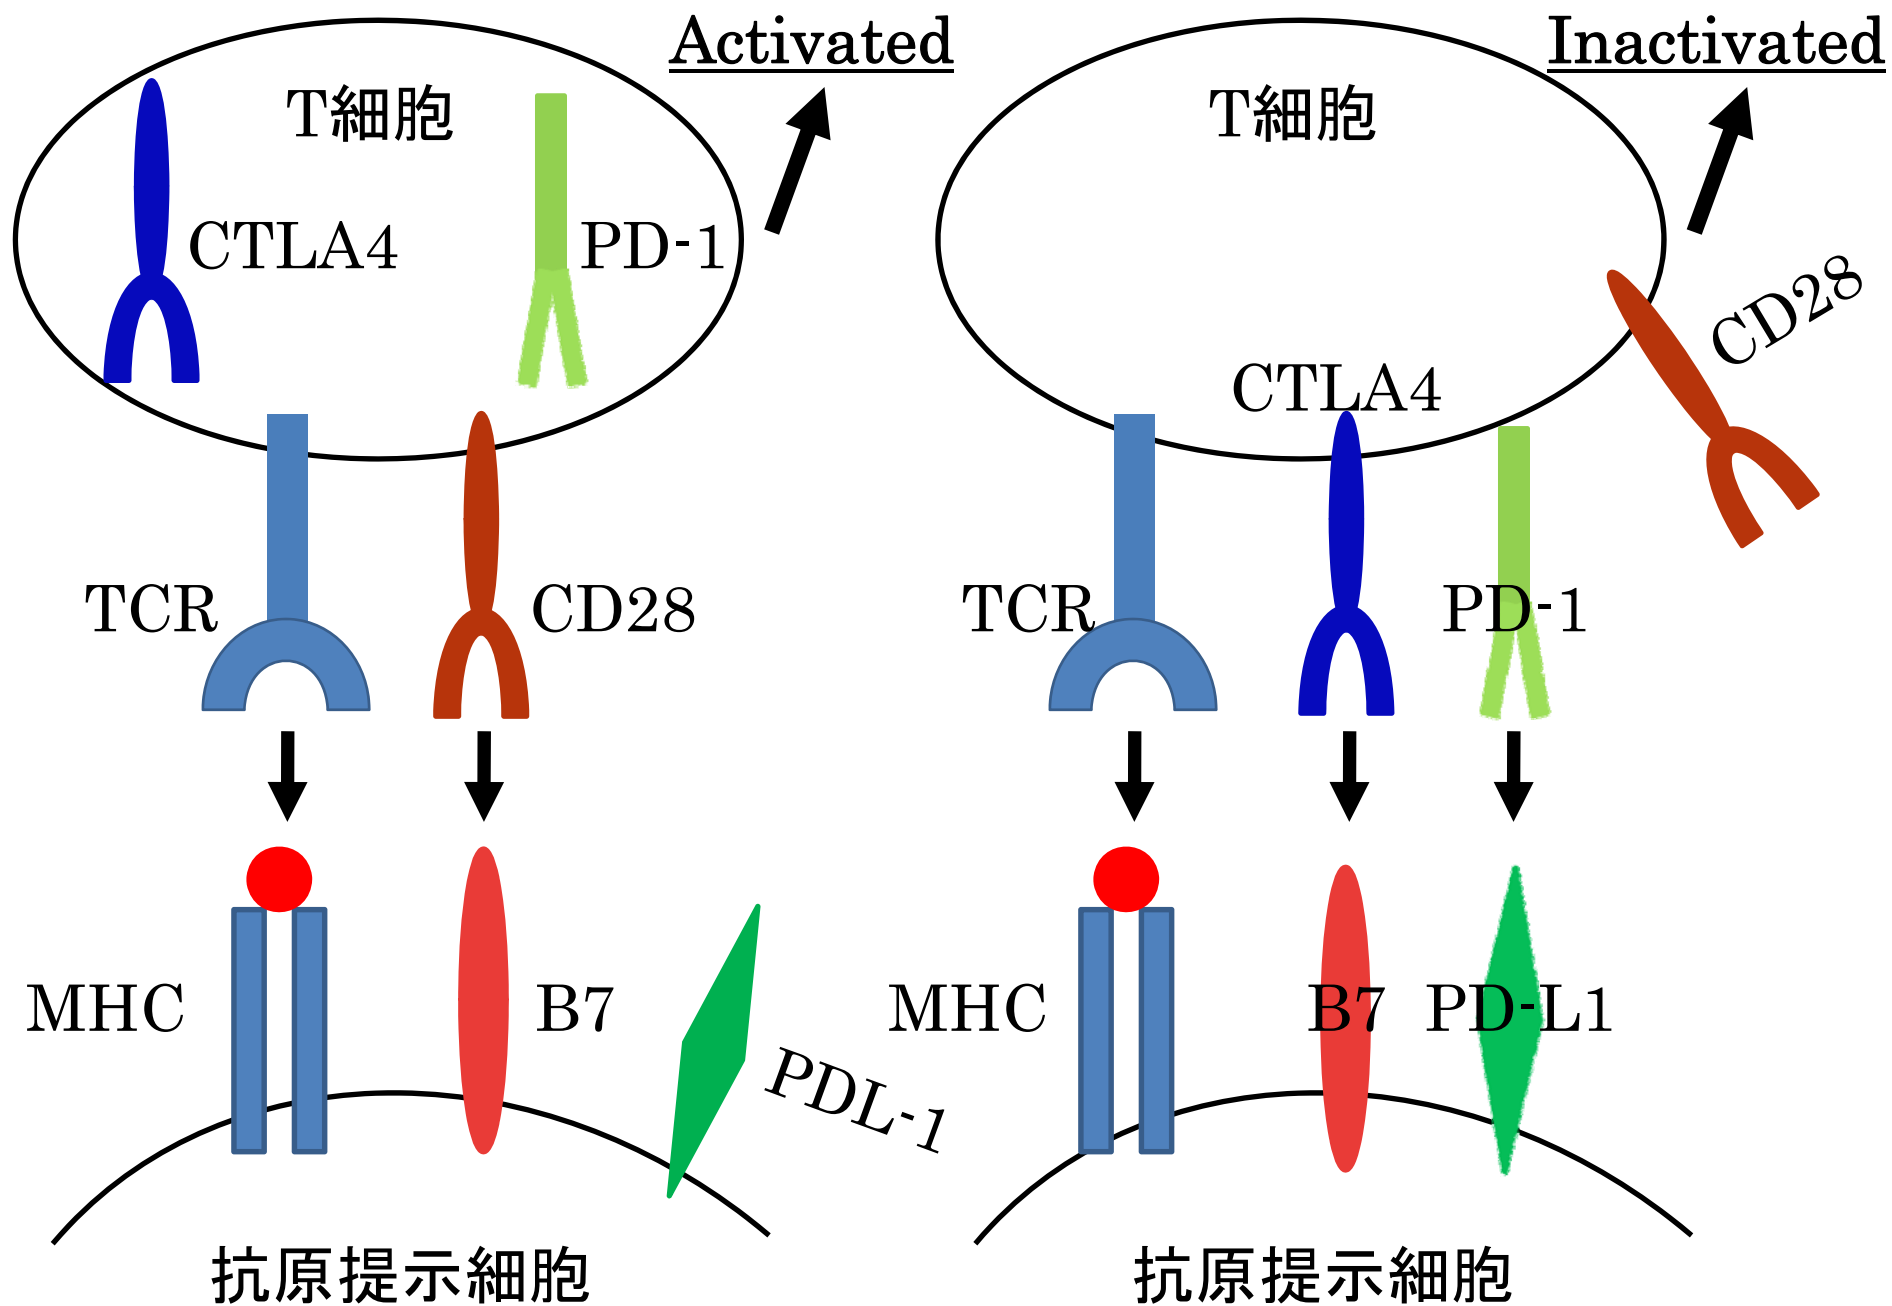 Activated
T細胞
CTLA4
PD-1
TCR
CD28
MHC
B7
PDL-1
抗原提示細胞
Inactivated
T細胞
CD28
CTLA4
TCR
PD-1
MHC
B7
PD-L1
抗原提示細胞